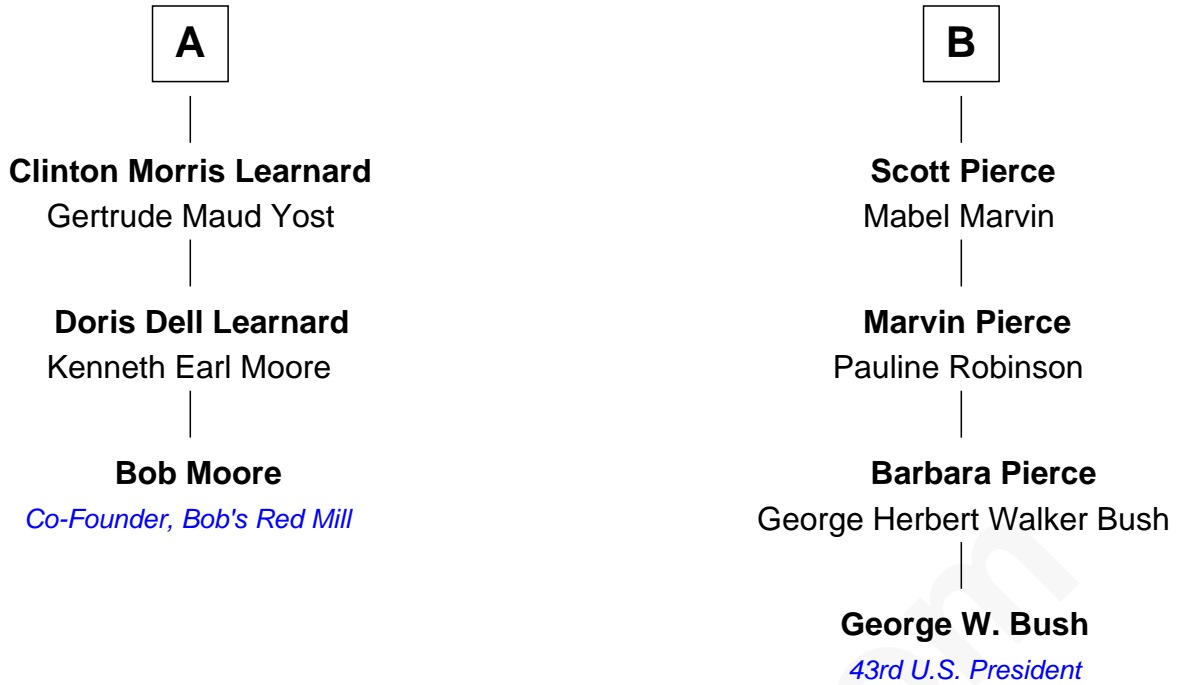 A
Clinton Morris Learnard
Gertrude Maud Yost
Doris Dell Learnard
Kenneth Earl Moore
Bob Moore
Co-Founder, Bob's Red Mill
B
Scott Pierce
Mabel Marvin
Marvin Pierce
Pauline Robinson
Barbara Pierce
George Herbert Walker Bush
George W. Bush
43rd U.S. President